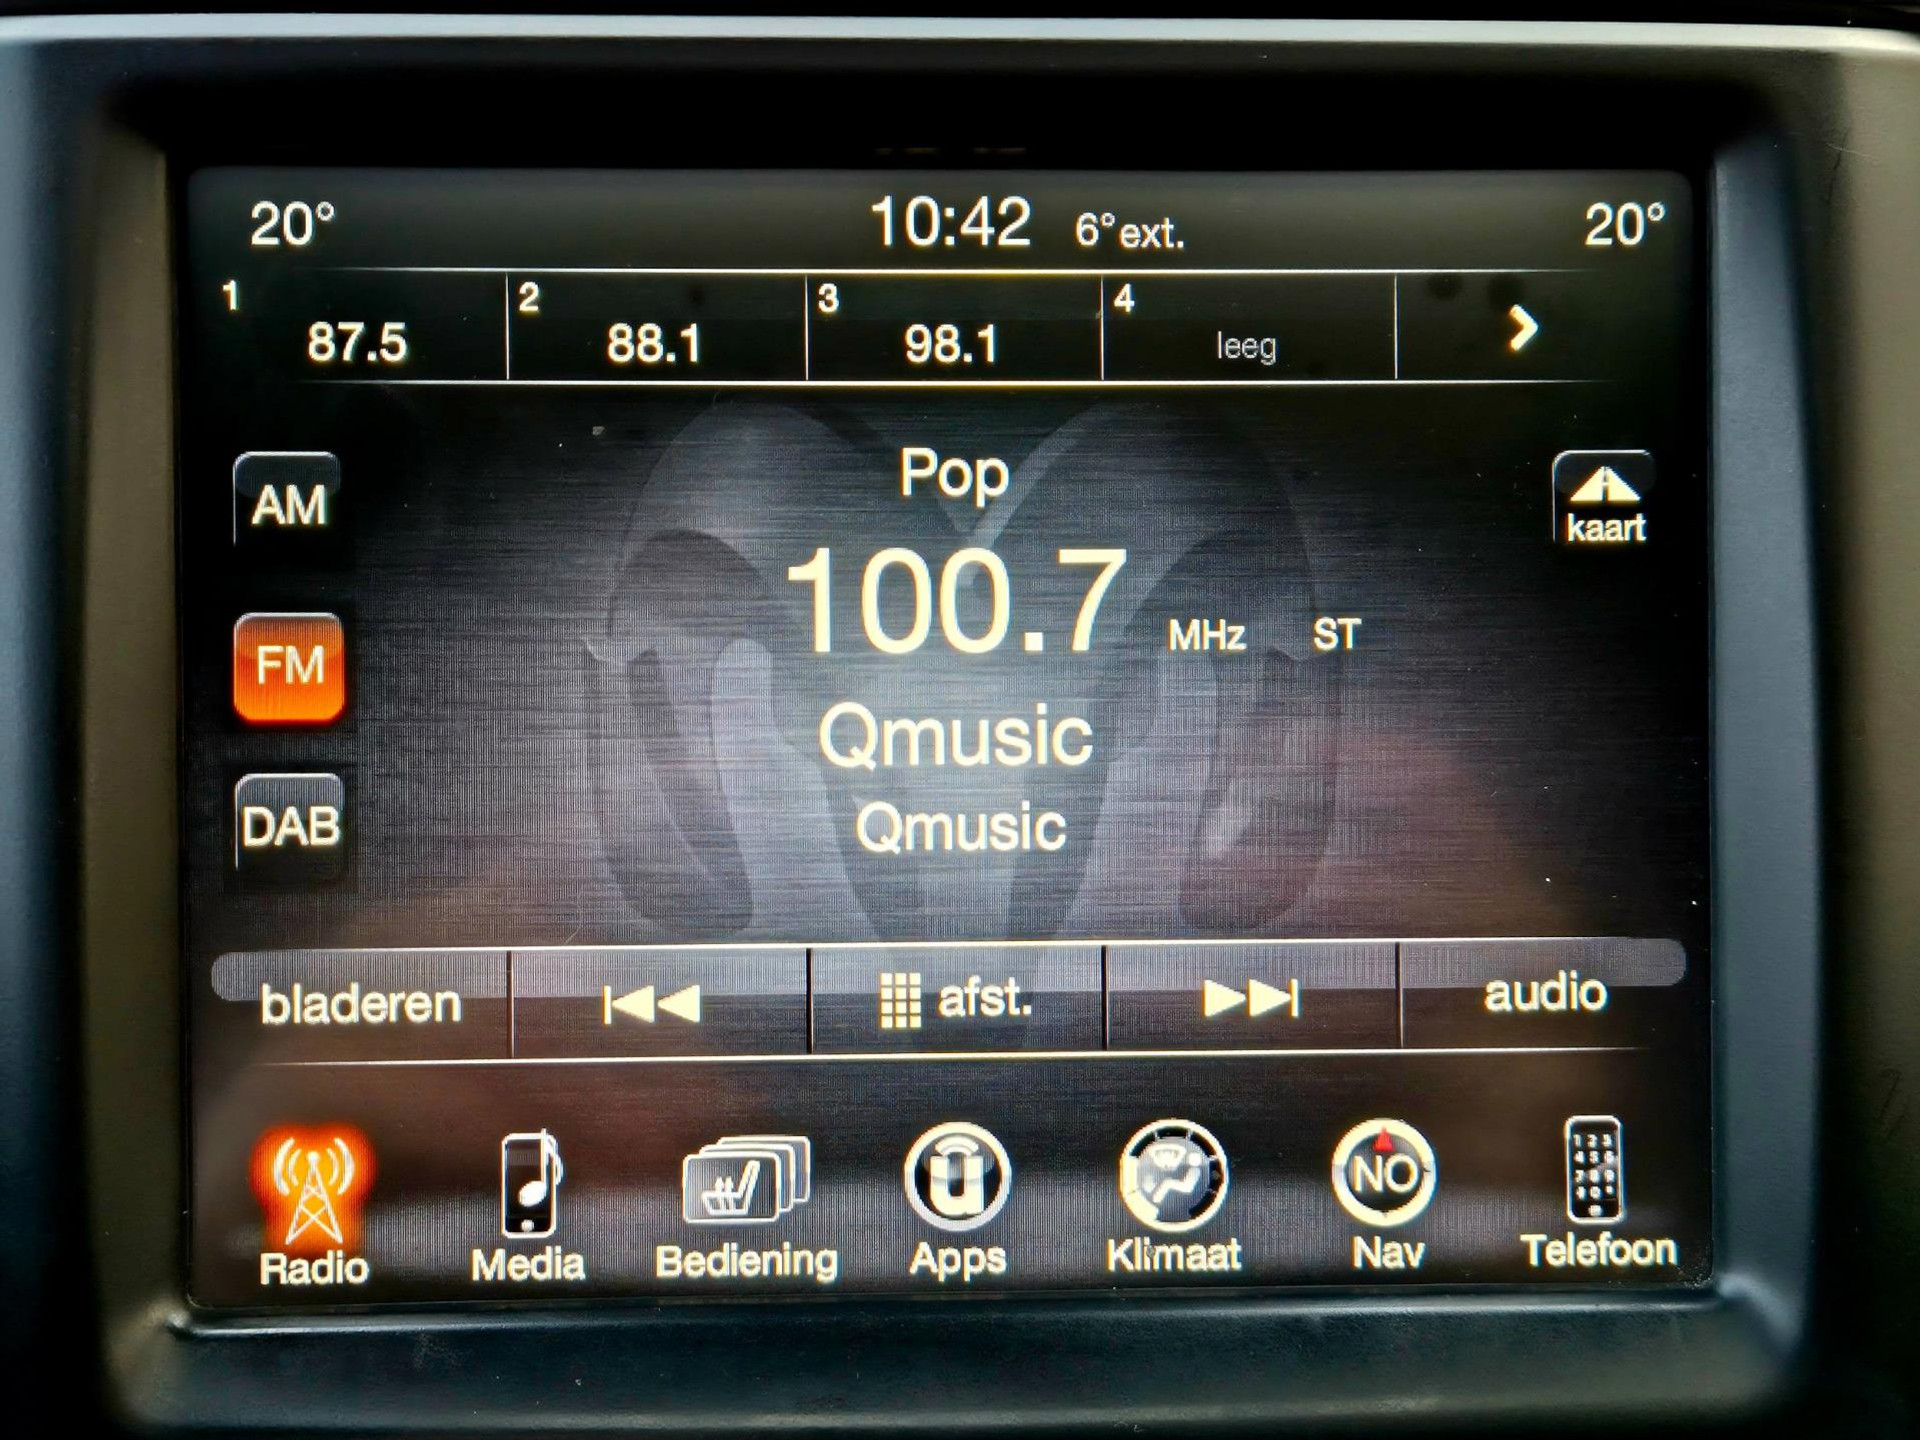 20° 10:42 6° ext. 20°
1 2 3 4
87.5 88.1 98.1 leeg
Pop
AM
kaart
100.7 MHz ST
FM
Qmusic
DAB
Qmusic
bladeren afst. audio
NO
Radio Media Bediening Apps Klimaat Nav Telefoon